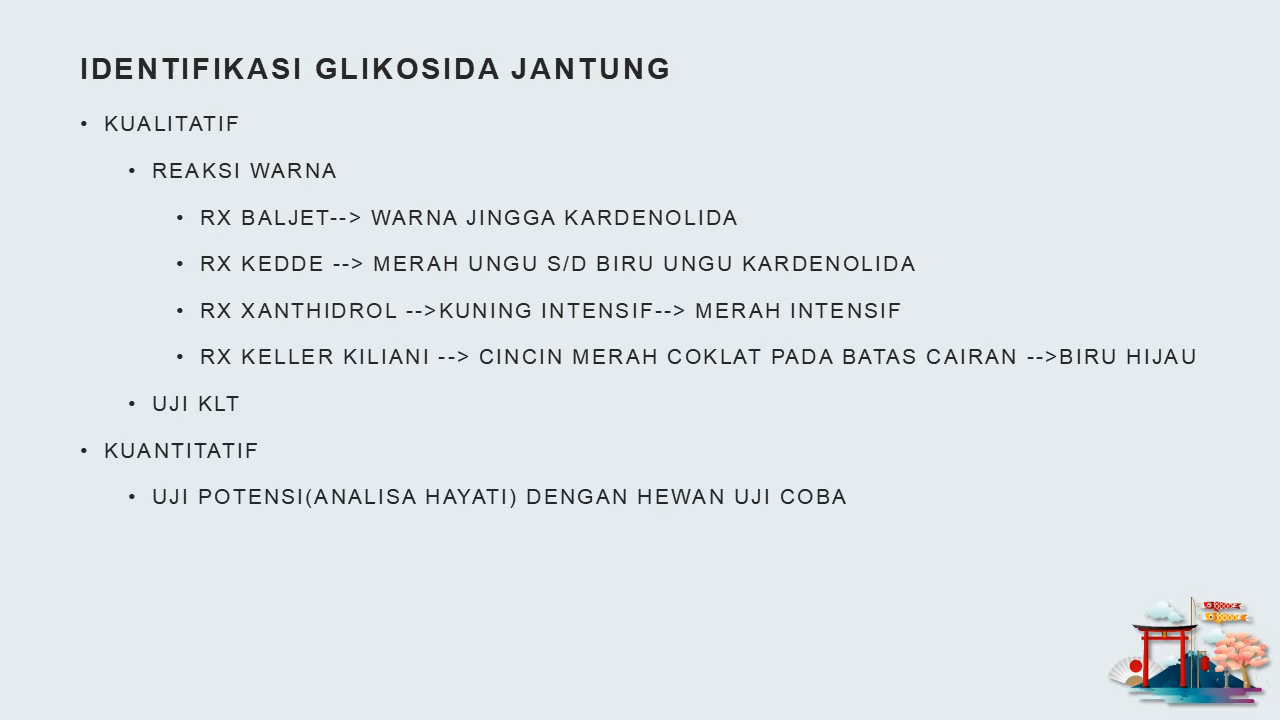 IDENTIFIKASI GLIKOSIDA JANTUNG
• KUALITATIF
• REAKSI WARNA
• RX BALJET--> WARNA JINGGA KARDENOLIDA
• RX KEDDE --> MERAH UNGU S/D BIRU UNGU KARDENOLIDA
• RX XANTHIDROL -->KUNING INTENSIF--> MERAH INTENSIF
• RX KELLER KILIANI --> CINCIN MERAH COKLAT PADA BATAS CAIRAN -->BIRU HIJAU
• UJI KLT
• KUANTITATIF
• UJI POTENSI(ANALISA HAYATI) DENGAN HEWAN UJI COBA